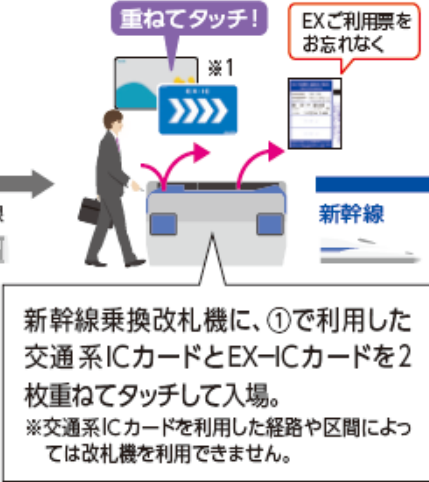 重ねてタッチ!
EXご利用票を
お忘れなく
※1
EX-IC
線
新幹線
新幹線乗換改札機に、①で利用した
交通系ICカードとEX-ICカードを2
枚重ねてタッチして入場。
※交通系ICカードを利用した経路や区間によっ
ては改札機を利用できません。